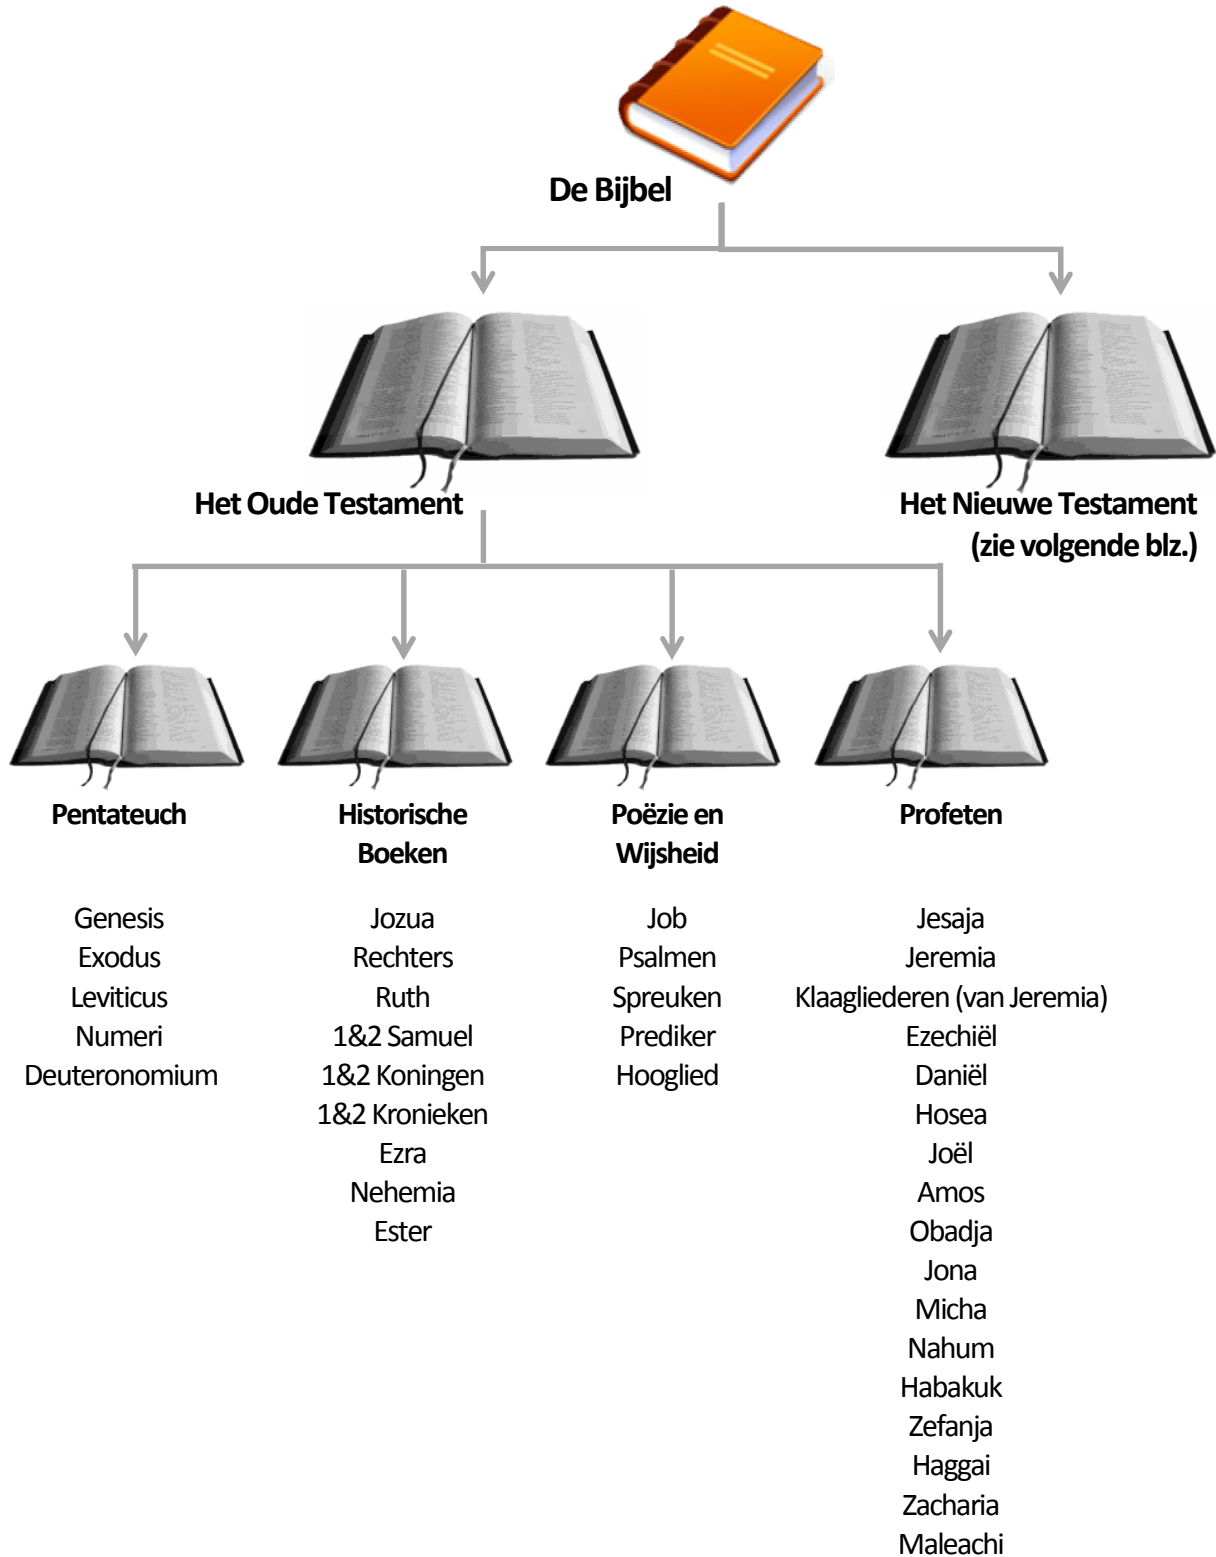 De Bijbel
Het Oude Testament
Het Nieuwe Testament
(zie volgende blz.)
Pentateuch
Genesis
Exodus
Leviticus
Numeri
Deuteronomium
Historische
Boeken
Jozua
Rechters
Ruth
1&2 Samuel
1&2 Koningen
1&2 Kronieken
Ezra
Nehemia
Ester
Poëzie en
Wijsheid
Job
Psalmen
Spreuken
Prediker
Hooglied
Profeten
Jesaja
Jeremia
Klaagliederen (van Jeremia)
Ezechiël
Daniël
Hosea
Joël
Amos
Obadja
Jona
Micha
Nahum
Habakuk
Zefanja
Haggai
Zacharia
Maleachi